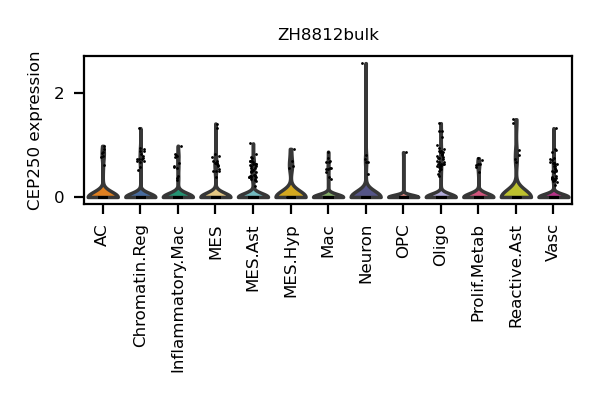 ZH8812bulk
CEP250 expression
2
0
AC
Chromatin.Reg
Inflammatory.Mac
MES
MES.Ast
MES.Hyp
Mac
Neuron
OPC
Oligo
Prolif.Metab
Reactive.Ast
Vasc